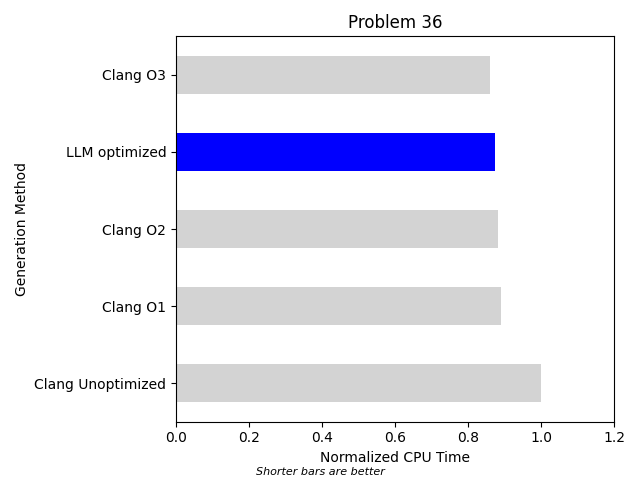 Problem 36
Generation Method
Clang O3
LLM optimized
Clang O2
Clang O1
Clang Unoptimized
0.0 0.2 0.4 0.6 0.8 1.0 1.2
Normalized CPU Time
Shorter bars are better